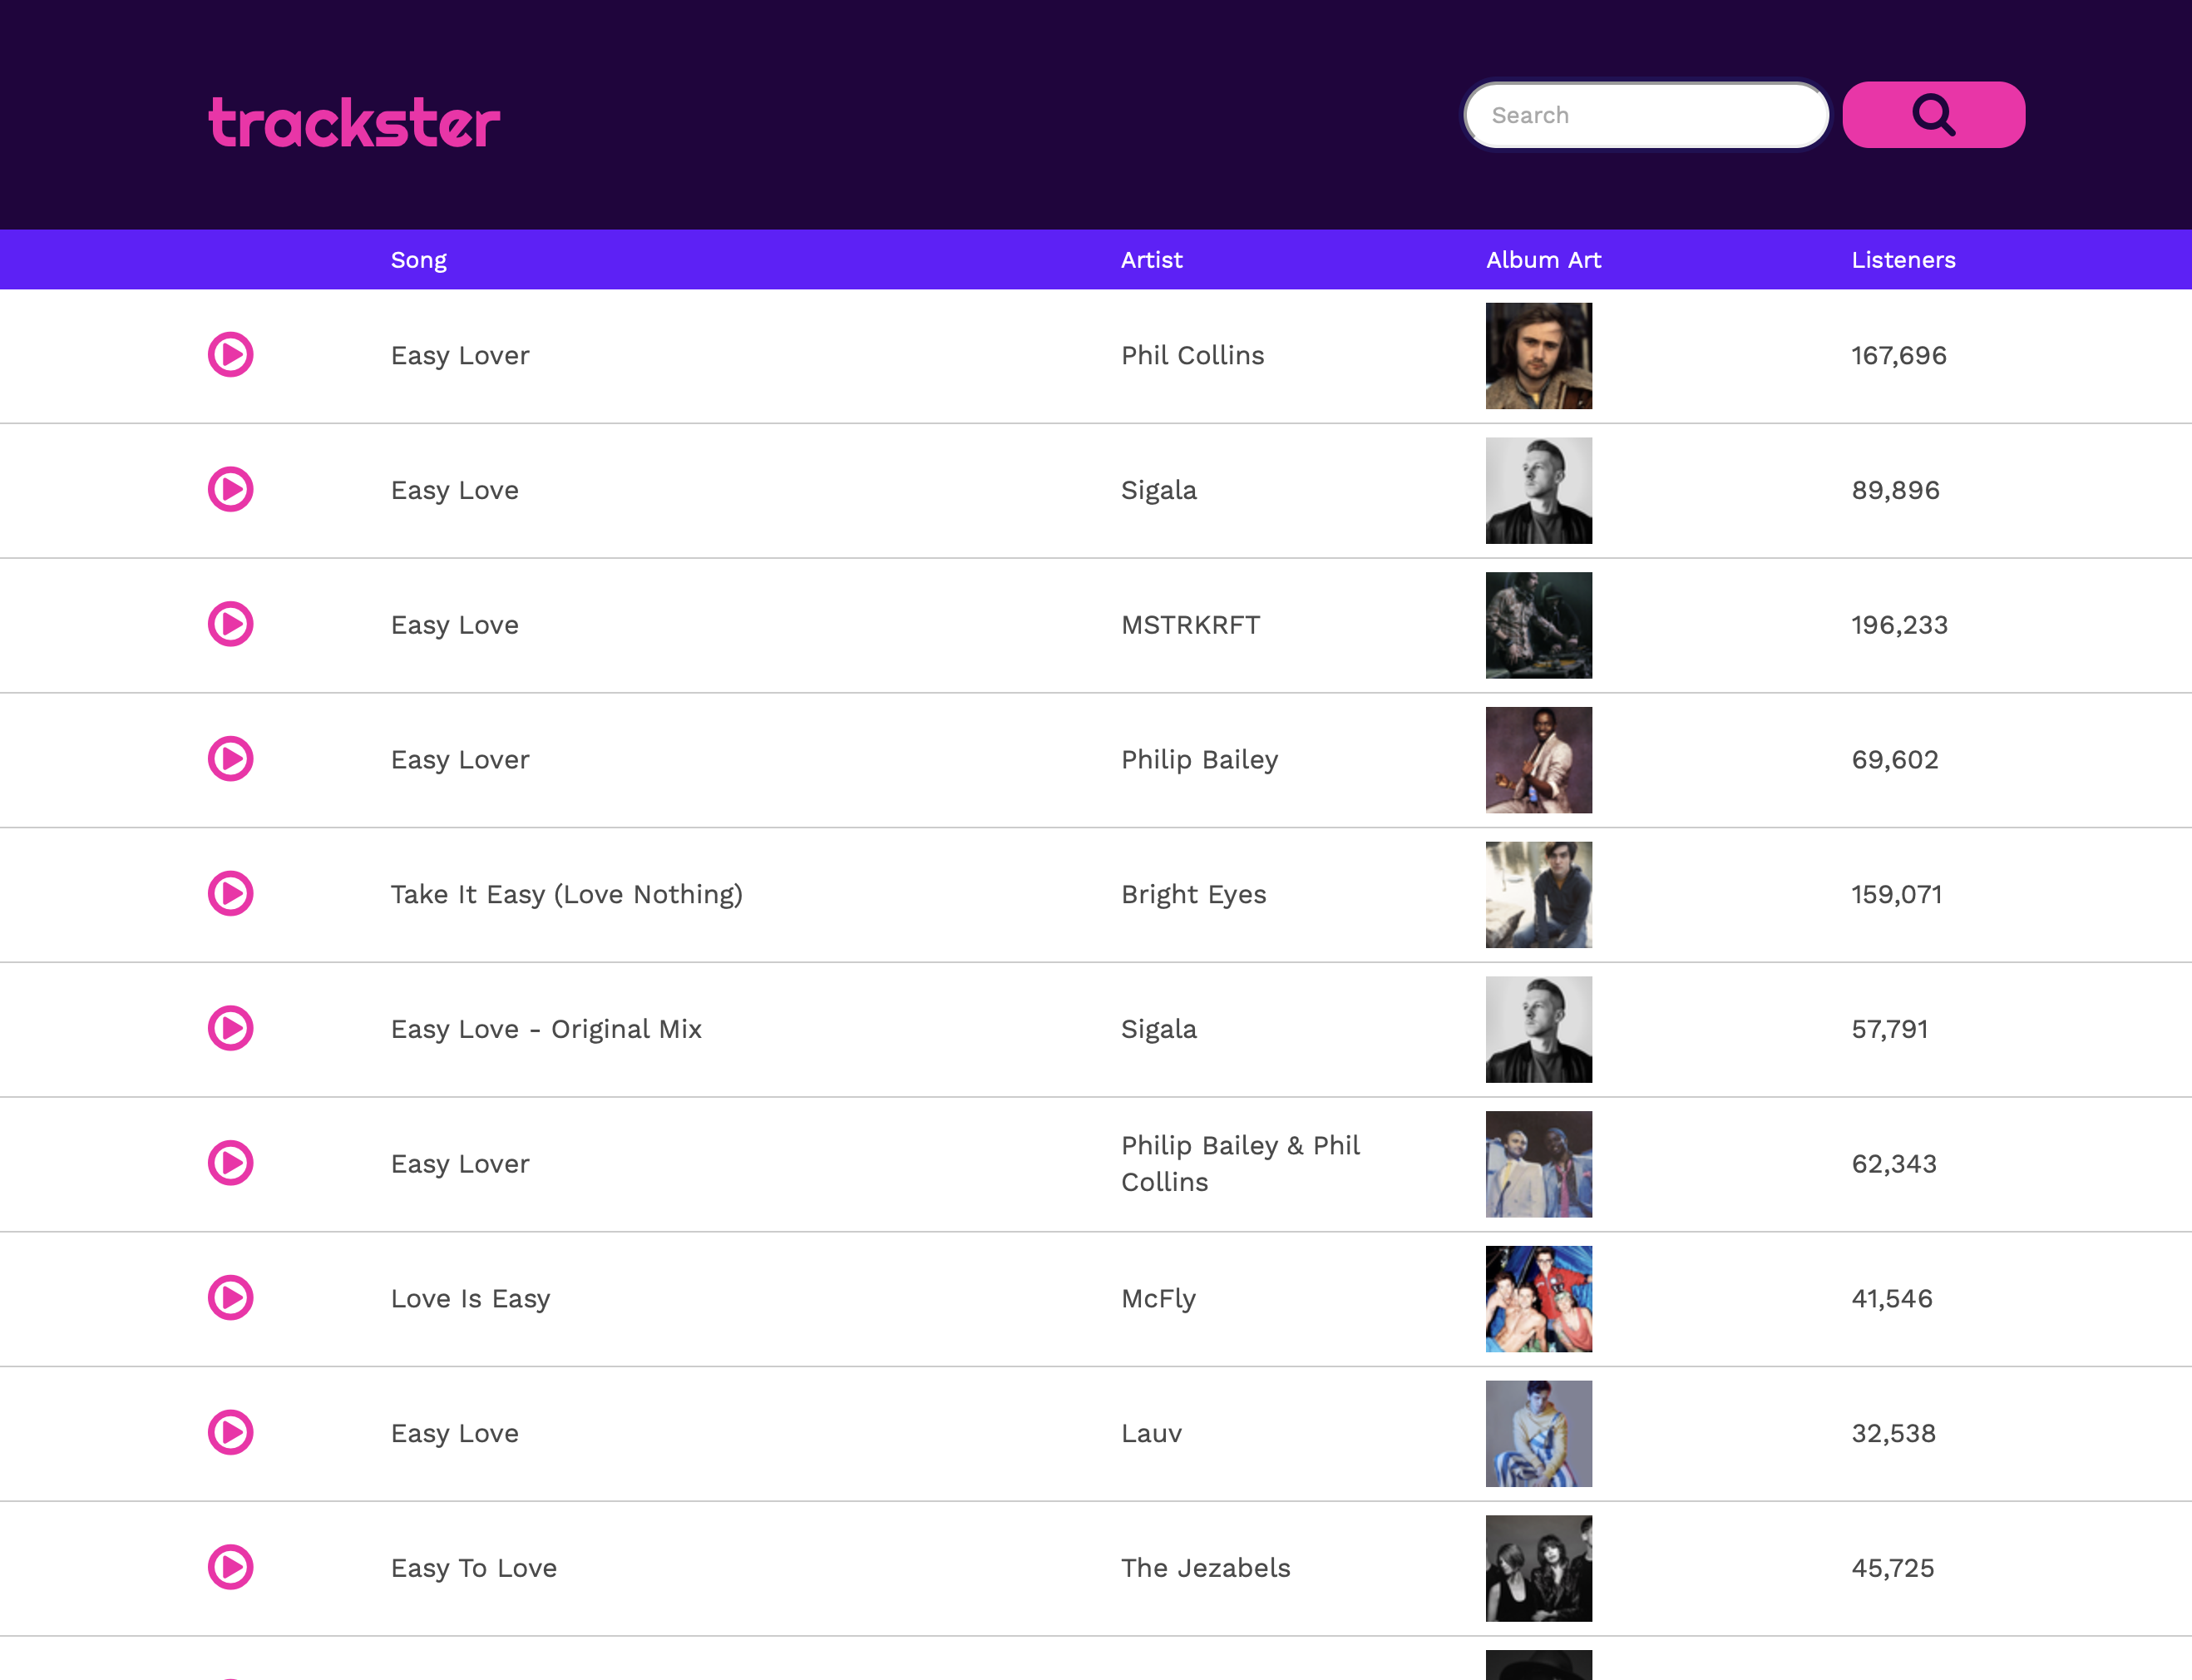 trackster
Search
Song Artist Album Art Listeners
Easy Lover Phil Collins 167,696
Easy Love Sigala 89,896
Easy Love MSTRKRFT 196,233
Easy Lover Philip Bailey 69,602
Take It Easy (Love Nothing) Bright Eyes 159,071
Easy Love - Original Mix Sigala 57,791
Easy Lover Philip Bailey & Phil Collins 62,343
Love Is Easy McFly 41,546
Easy Love Lauv 32,538
Easy To Love The Jezabels 45,725